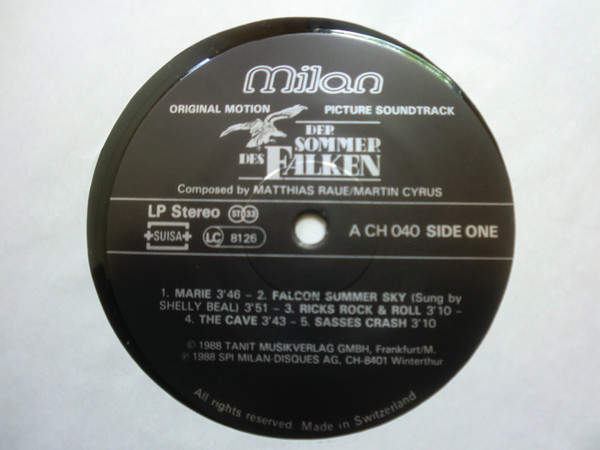 milan
ORIGINAL MOTION PICTURE SOUNDTRACK
DER
SOMMER
DES FALKEN
Composed by MATTHIAS RAUE/MARTIN CYRUS
LP Stereo ST 33
SUISA LC 8126
A CH 040 SIDE ONE
1. MARIE 3'46 – 2. FALCON SUMMER SKY (Sung by
SHELLY BEAL) 3'51 – 3. RICKS ROCK & ROLL 3'10 –
4. THE CAVE 3'43 – 5. SASSES CRASH 3'10
© 1988 TANIT MUSIKVERLAG GMBH, Frankfurt/M.
℗ 1988 SPI MILAN-DISQUES AG, CH-8401 Winterthur
All rights reserved. Made in Switzerland